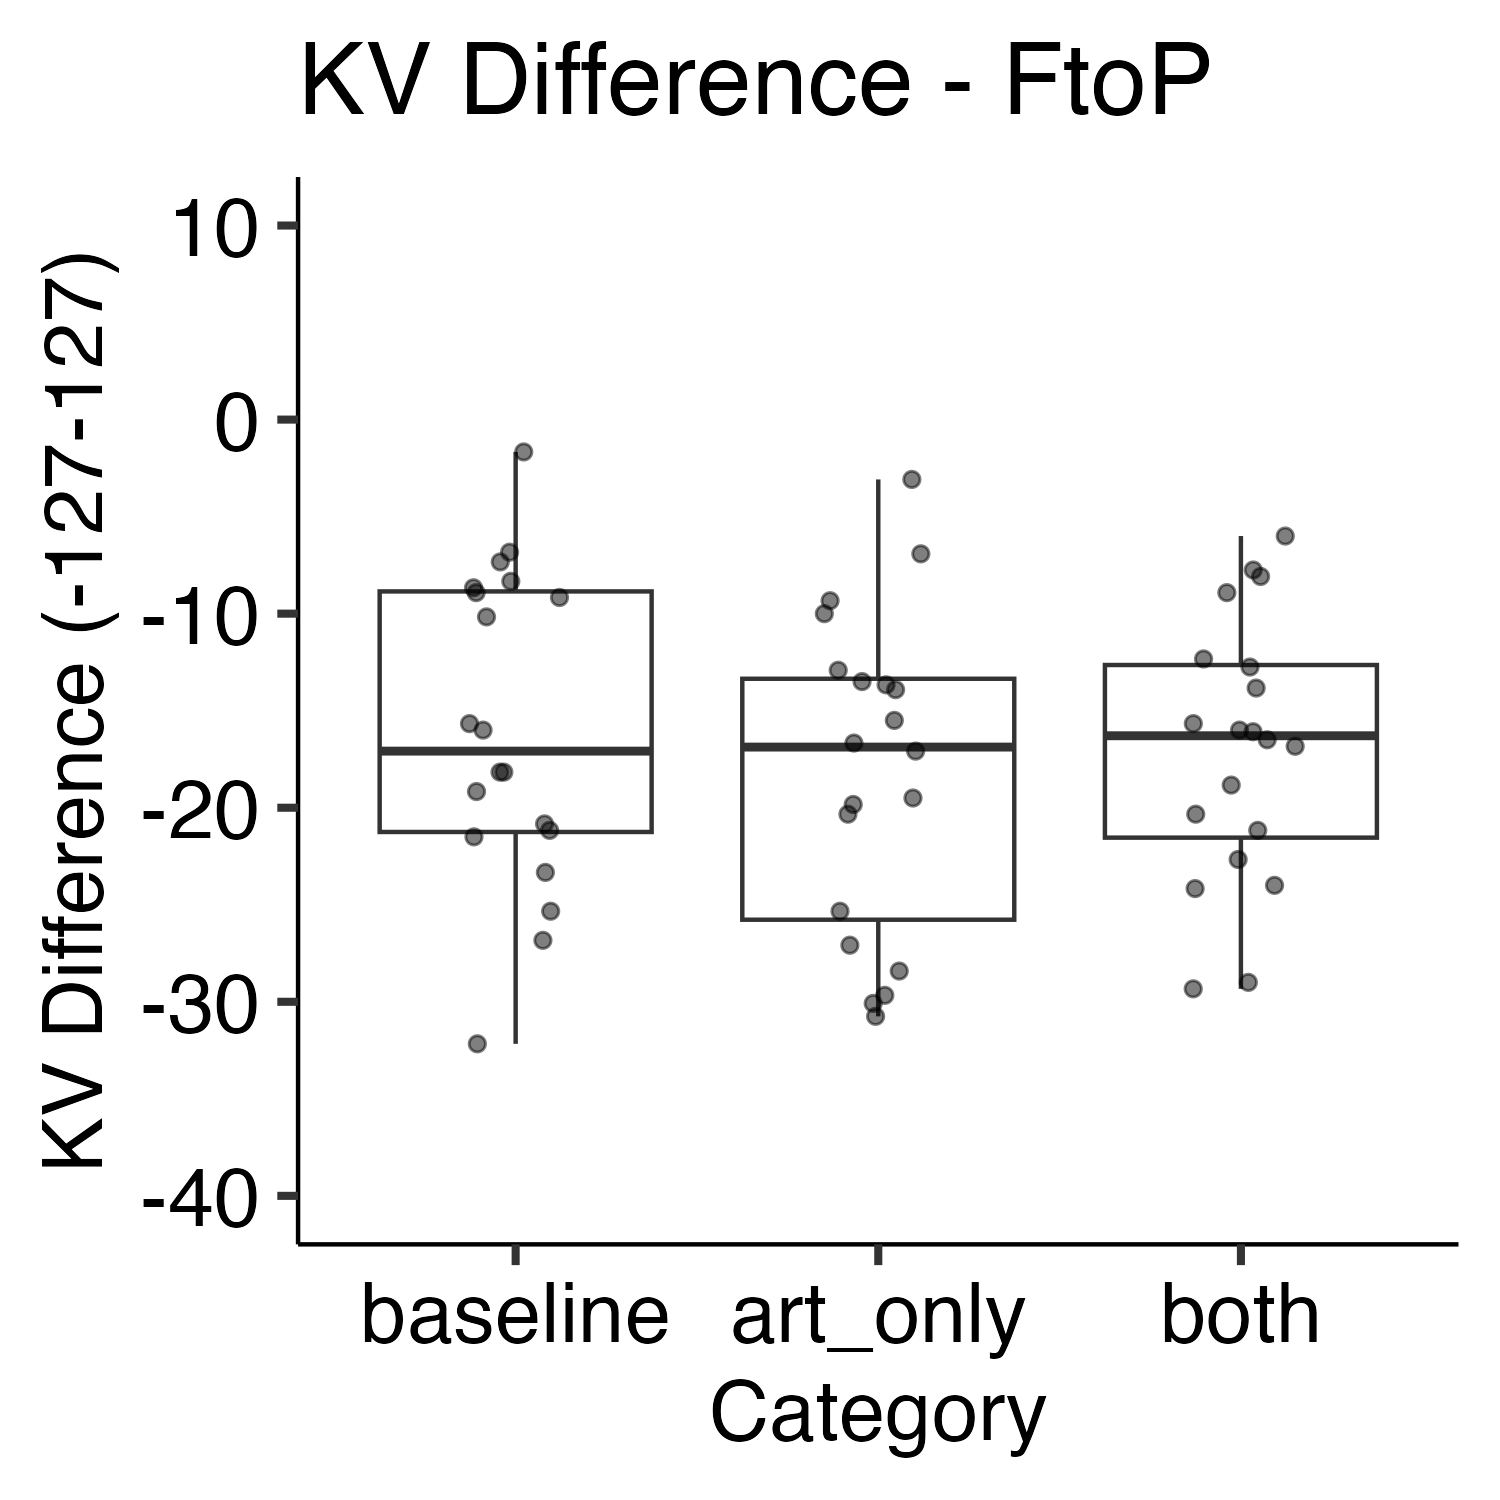 KV Difference - FtoP
KV Difference (-127-127)
10
0
-10
-20
-30
-40
baseline art_only both
Category